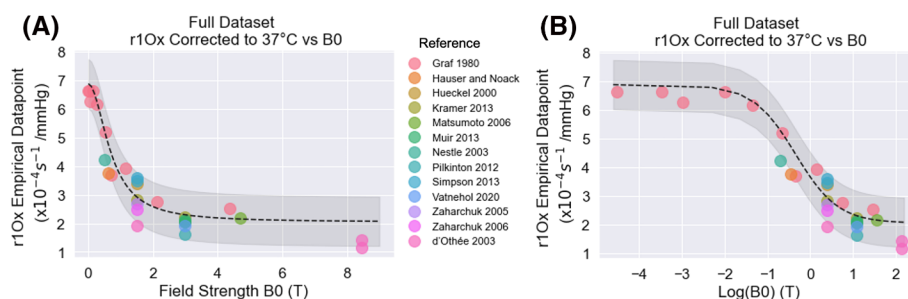 (A)
Full Dataset
r1Ox Corrected to 37°C vs B0
r1Ox Empirical Datapoint
(x10⁻⁴s⁻¹ /mmHg)
8
7
6
5
4
3
2
1
0
2
4
6
8
Field Strength B0 (T)
Reference
Graf 1980
Hauser and Noack
Hueckel 2000
Kramer 2013
Matsumoto 2006
Muir 2013
Nestle 2003
Pilkinton 2012
Simpson 2013
Vatnehol 2020
Zaharchuk 2005
Zaharchuk 2006
d'Othée 2003
(B)
Full Dataset
r1Ox Corrected to 37°C vs B0
r1Ox Empirical Datapoint
(x10⁻⁴s⁻¹ /mmHg)
8
7
6
5
4
3
2
1
−4
−3
−2
−1
0
1
2
Log(B0) (T)